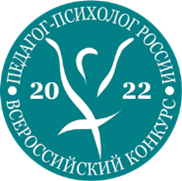 ПЕДАГОГ-ПСИХОЛОГ РОССИИ
20 22
ВСЕРОССИЙСКИЙ КОНКУРС